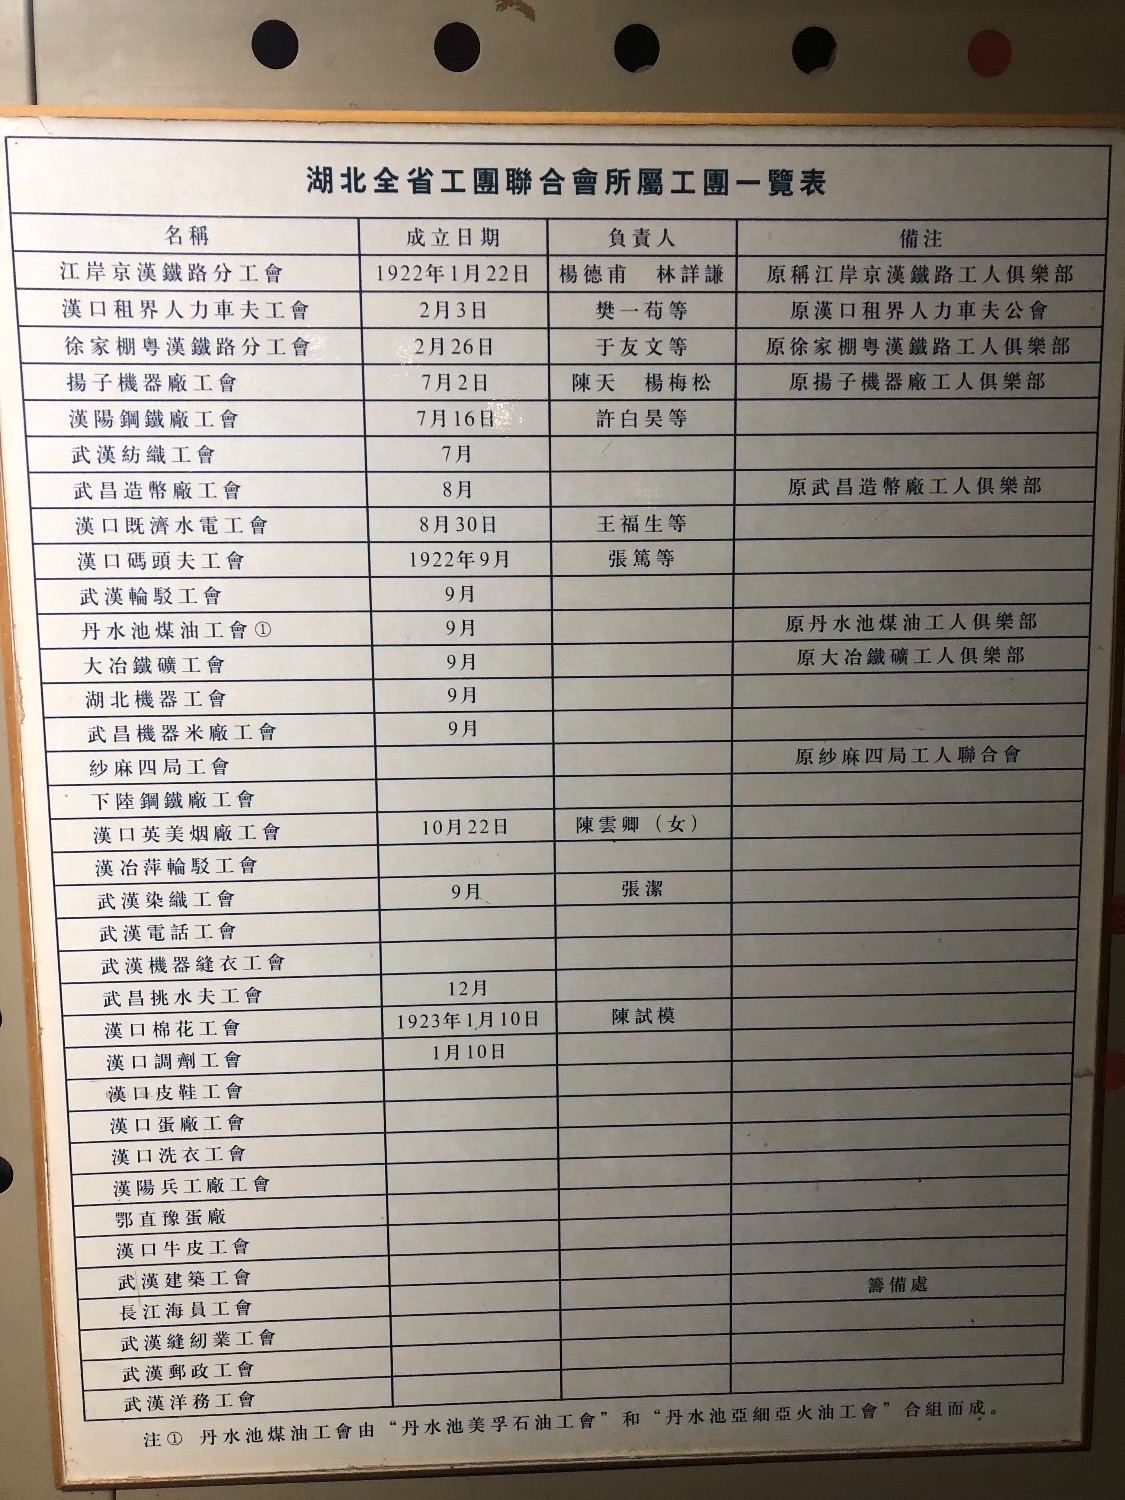 湖北全省工團聯合會所屬工團一覽表
名稱 成立日期 負責人 備注
江岸京漢鐵路分工會 1922年1月22日 楊德甫 林詳謙 原稱江岸京漢鐵路工人俱樂部
漢口租界人力車夫工會 2月3日 樊一苟等 原漢口租界人力車夫公會
徐家棚粵漢鐵路分工會 2月26日 于友文等 原徐家棚粵漢鐵路工人俱樂部
揚子機器廠工會 7月2日 陳天 楊梅松 原揚子機器廠工人俱樂部
漢陽鋼鐵廠工會 7月16日 許白昊等
武漢紡織工會 7月
武昌造幣廠工會 8月 原武昌造幣廠工人俱樂部
漢口既濟水電工會 8月30日 王福生等
漢口碼頭夫工會 1922年9月 張篤等
武漢輪駁工會 9月
丹水池煤油工會① 9月 原丹水池煤油工人俱樂部
大冶鐵礦工會 9月 原大冶鐵礦工人俱樂部
湖北機器工會 9月
武昌機器米廠工會 9月
紗麻四局工會 原紗麻四局工人聯合會
下陸鋼鐵廠工會
漢口英美烟廠工會 10月22日 陳雲卿（女）
漢冶萍輪駁工會
武漢染織工會 9月 張潔
武漢電話工會
武漢機器縫衣工會
武昌挑水夫工會 12月
漢口棉花工會 1923年1月10日 陳試模
漢口調劑工會 1月10日
漢口皮鞋工會
漢口蛋廠工會
漢口洗衣工會
漢陽兵工廠工會
鄂直豫蛋廠
漢口牛皮工會
武漢建築工會 籌備處
長江海員工會
武漢縫紉業工會
武漢郵政工會
武漢洋務工會
注① 丹水池煤油工會由“丹水池美孚石油工會”和“丹水池亞細亞火油工會”合組而成。